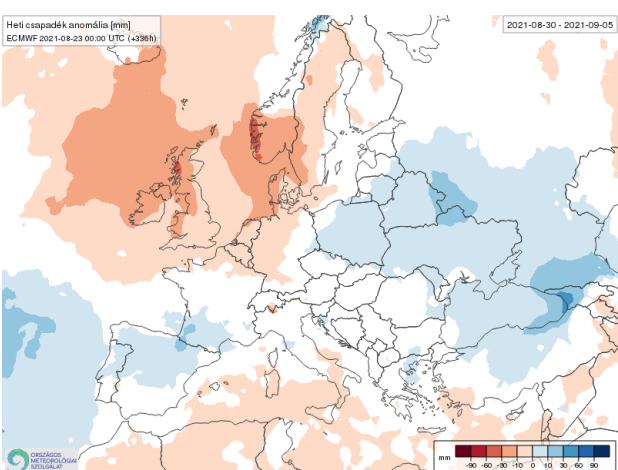 Heti csapadék anomália [mm]
ECMWF 2021-08-23 00:00 UTC (+336h)
2021-08-30 - 2021-09-05
ORSZÁGOS
METEOROLÓGIAI
SZOLGÁLAT
mm
-90 -60 -30 -10 0 10 30 60 90